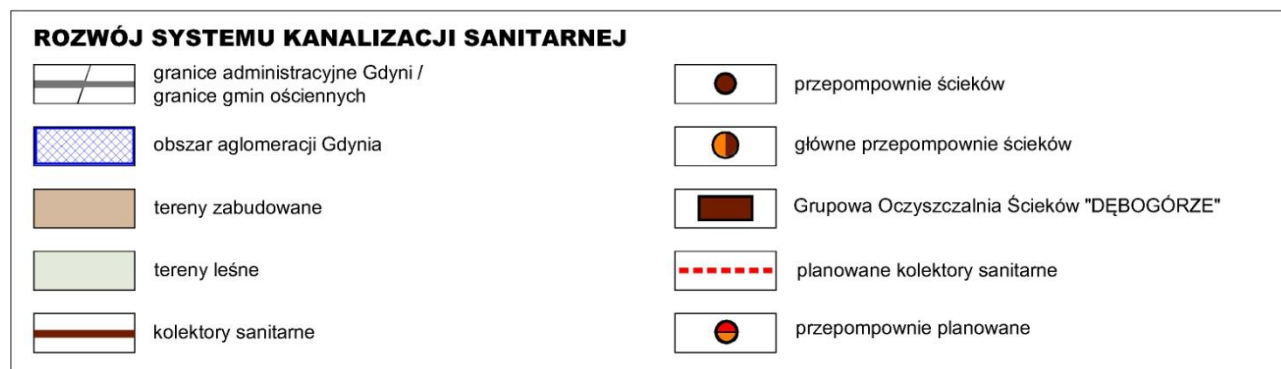 ROZWÓJ SYSTEMU KANALIZACJI SANITARNEJ
granice administracyjne Gdyni /
granice gmin ościennych
obszar aglomeracji Gdynia
tereny zabudowane
tereny leśne
kolektory sanitarne
przepompownie ścieków
główne przepompownie ścieków
Grupowa Oczyszczalnia Ścieków "DĘBOGÓRZE"
planowane kolektory sanitarne
przepompownie planowane